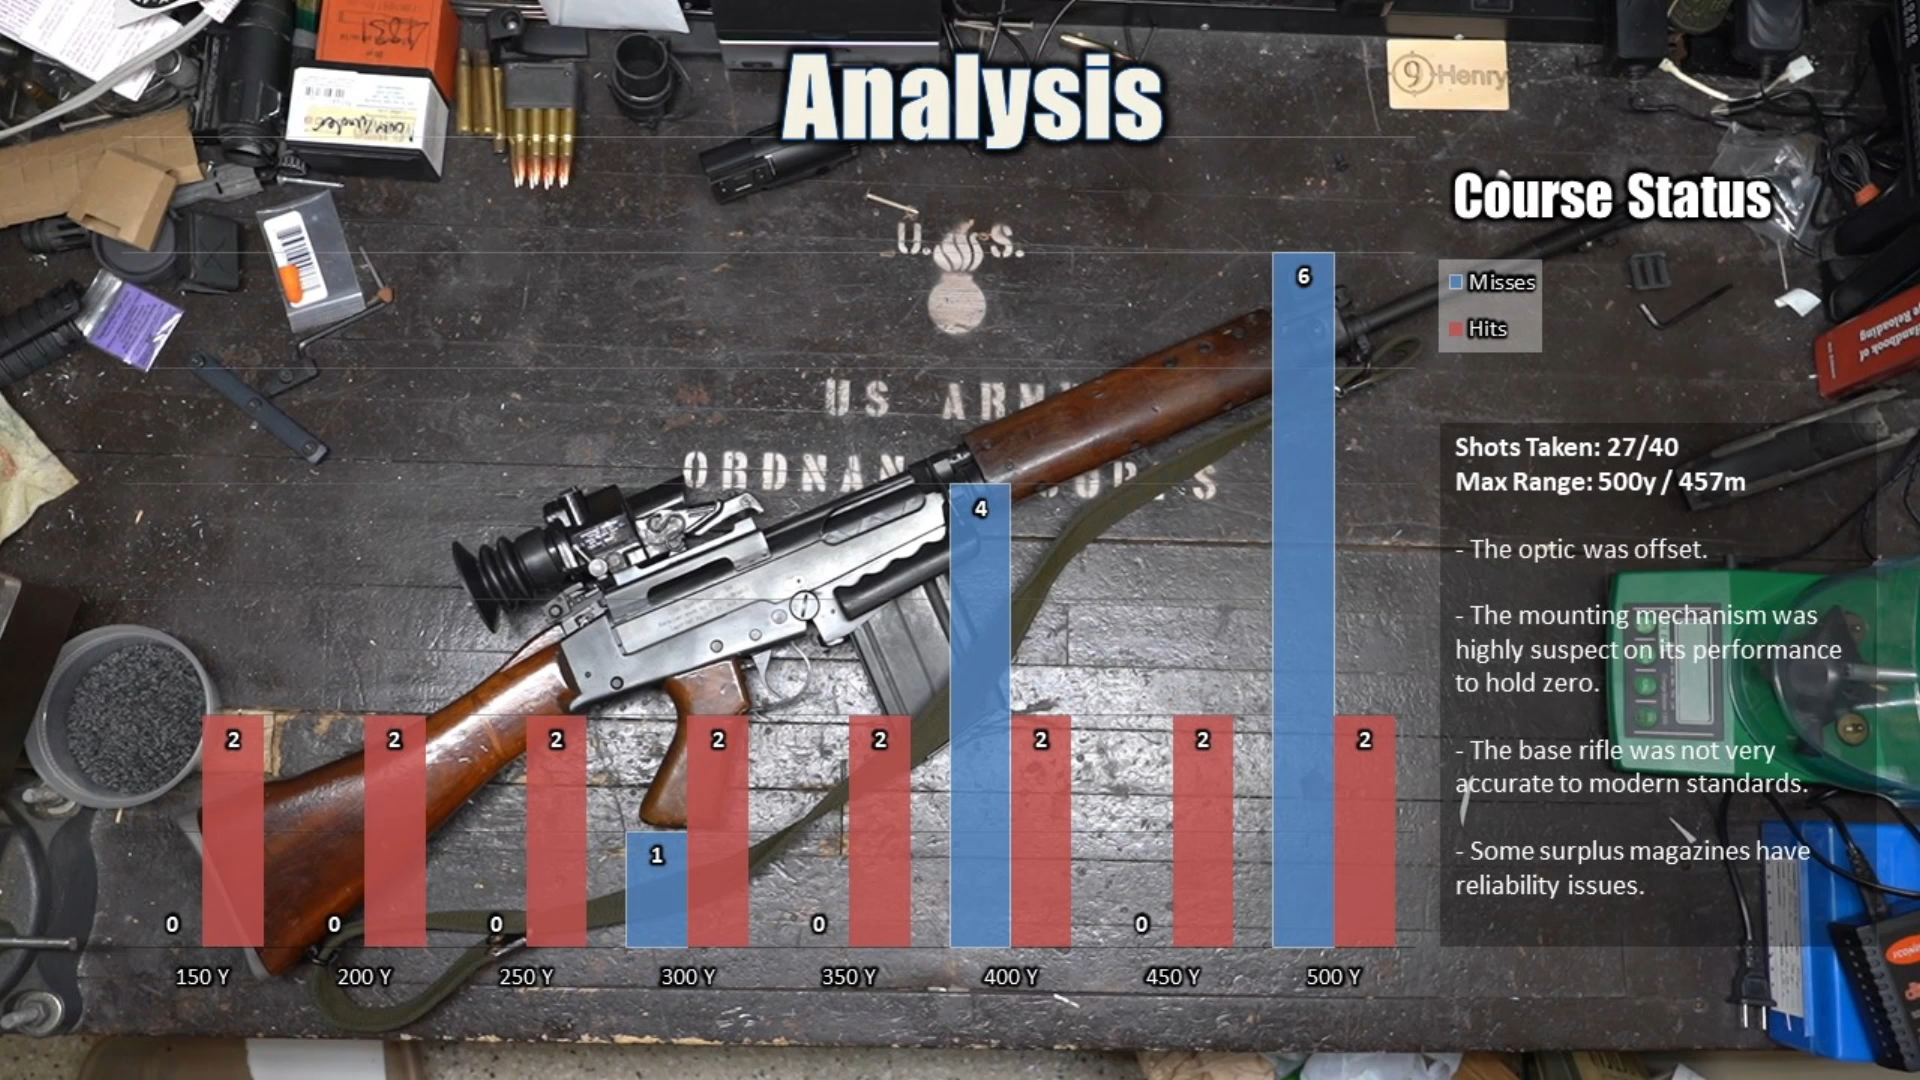 Analysis
9 Henry
Course Status
U. S.
6
Misses
Hits
Handbook of
Reloading
US ARMY
Shots Taken: 27/40
Max Range: 500y / 457m
4
- The optic was offset.
- The mounting mechanism was
highly suspect on its performance
to hold zero.
2 2 2 2 2 2 2 2
- The base rifle was not very
accurate to modern standards.
1
- Some surplus magazines have
reliability issues.
0 0 0 0 0
150 Y 200 Y 250 Y 300 Y 350 Y 400 Y 450 Y 500 Y